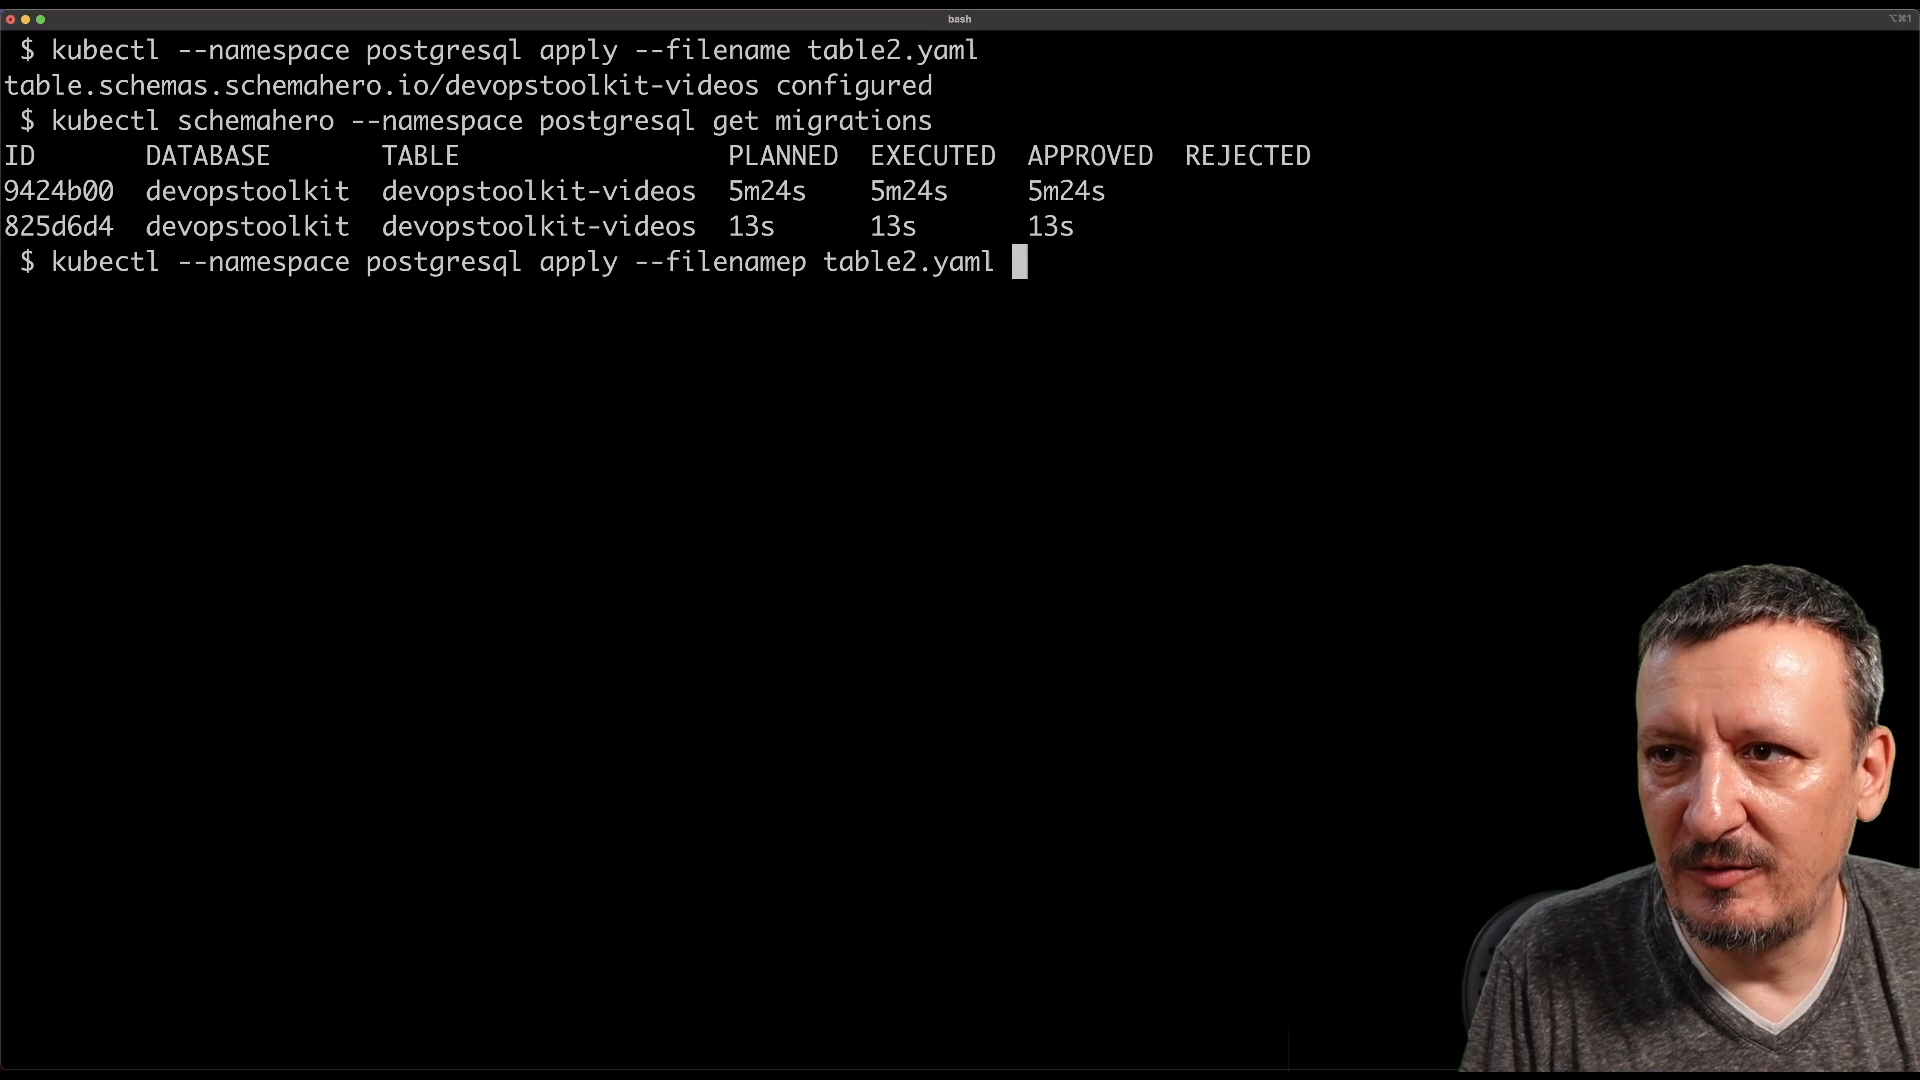 bash
⌥⌘1
$ kubectl --namespace postgresql apply --filename table2.yaml
table.schemas.schemahero.io/devopstoolkit-videos configured
$ kubectl schemahero --namespace postgresql get migrations
ID DATABASE TABLE PLANNED EXECUTED APPROVED REJECTED
9424b00 devopstoolkit devopstoolkit-videos 5m24s 5m24s 5m24s
825d6d4 devopstoolkit devopstoolkit-videos 13s 13s 13s
$ kubectl --namespace postgresql apply --filenamep table2.yaml